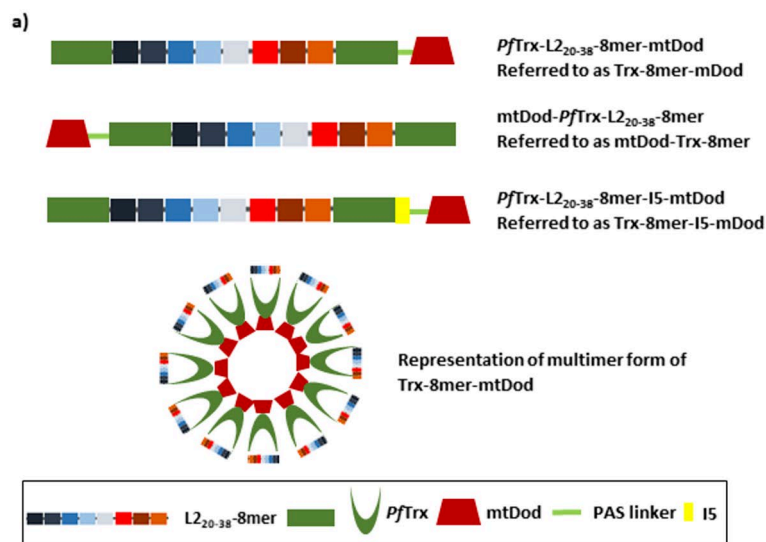 a)
PfTrx-L2₂₀₋₃₈-8mer-mtDod
Referred to as Trx-8mer-mDod
mtDod-PfTrx-L2₂₀₋₃₈-8mer
Referred to as mtDod-Trx-8mer
PfTrx-L2₂₀₋₃₈-8mer-I5-mtDod
Referred to as Trx-8mer-I5-mDod
Representation of multimer form of
Trx-8mer-mtDod
L2₂₀₋₃₈-8mer PfTrx mtDod PAS linker I5